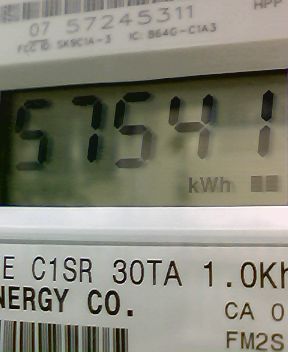 HPP
07 57245311
FCC ID: SK9C1A-3 IC: 864G-C1A3
57541
kWh
E C1SR 30TA 1.0Kh
NERGY CO.
CA 0
FM2S